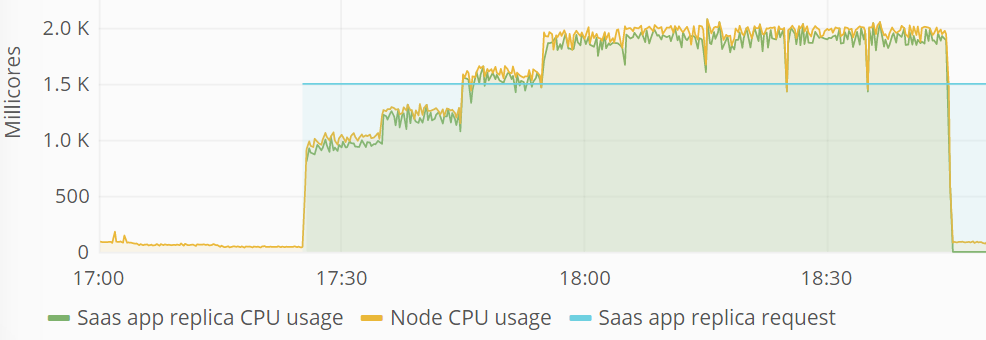 Millicores
2.0 K
1.5 K
1.0 K
500
0
17:00 17:30 18:00 18:30
Saas app replica CPU usage Node CPU usage Saas app replica request